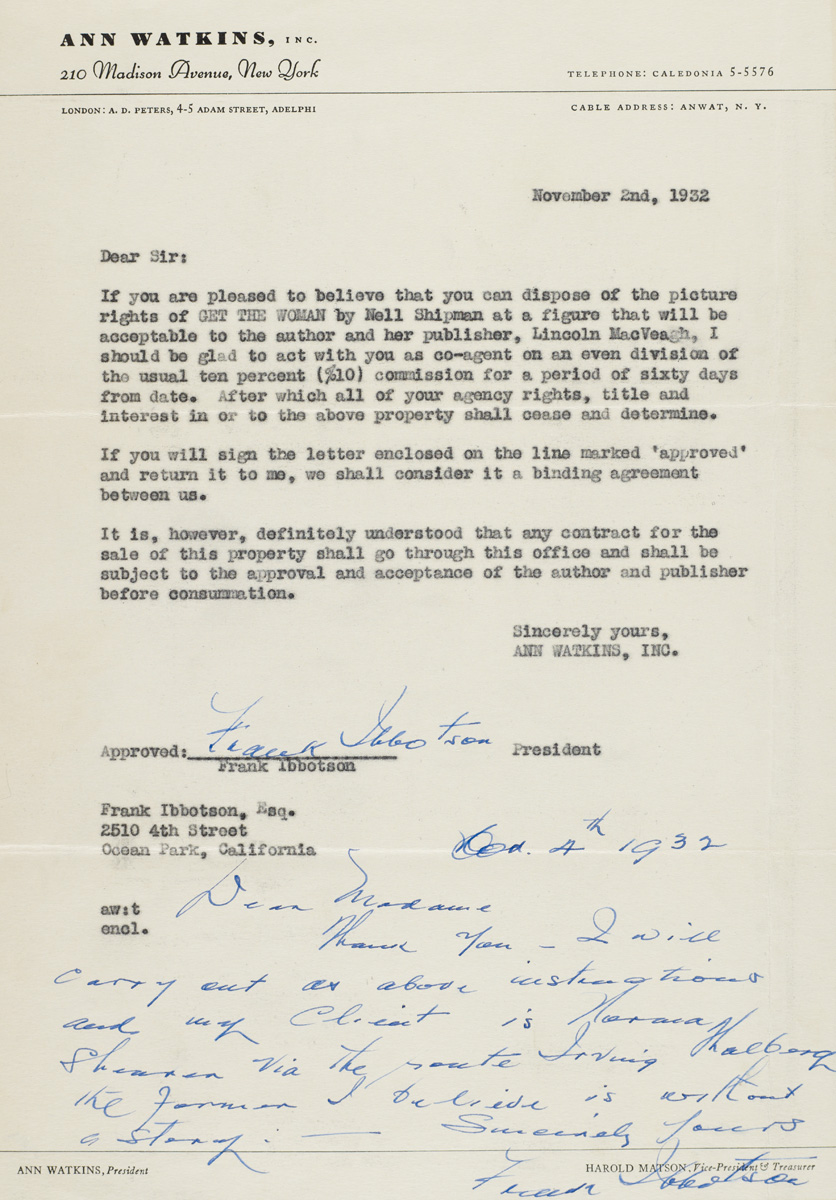 ANN WATKINS, INC.
210 Madison Avenue, New York
TELEPHONE: CALEDONIA 5-5576
LONDON: A. D. PETERS, 4-5 ADAM STREET, ADELPHI
CABLE ADDRESS: ANWAT, N. Y.
November 2nd, 1932
Dear Sir:
If you are pleased to believe that you can dispose of the picture
rights of GET THE WOMAN by Nell Shipman at a figure that will be
acceptable to the author and her publisher, Lincoln MacVeagh, I
should be glad to act with you as co-agent on an even division of
the usual ten percent (%10) commission for a period of sixty days
from date. After which all of your agency rights, title and
interest in or to the above property shall cease and determine.
If you will sign the letter enclosed on the line marked 'approved'
and return it to me, we shall consider it a binding agreement
between us.
It is, however, definitely understood that any contract for the
sale of this property shall go through this office and shall be
subject to the approval and acceptance of the author and publisher
before consummation.
Sincerely yours,
ANN WATKINS, INC.
Approved: Frank Ibbotson President
Frank Ibbotson
Frank Ibbotson, Esq.
2510 4th Street
Ocean Park, California
4th 1932
aw:t
encl.
Dear Madame
Thank You – I will
carry out as above instructions
and my Client is Norma
Shearer via the route Irving Thalberg
the former I believe is without
a story. — Sincerely Yours
Frank Ibbotson
ANN WATKINS, President
HAROLD MATSON, Vice-President & Treasurer